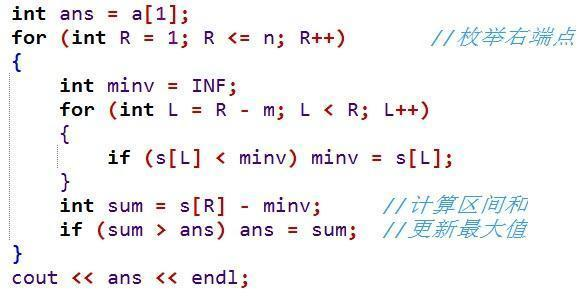 int ans = a[1];
for (int R = 1; R <= n; R++) //枚举右端点
{
int minv = INF;
for (int L = R - m; L < R; L++)
{
if (s[L] < minv) minv = s[L];
}
int sum = s[R] - minv; //计算区间和
if (sum > ans) ans = sum; //更新最大值
}
cout << ans << endl;